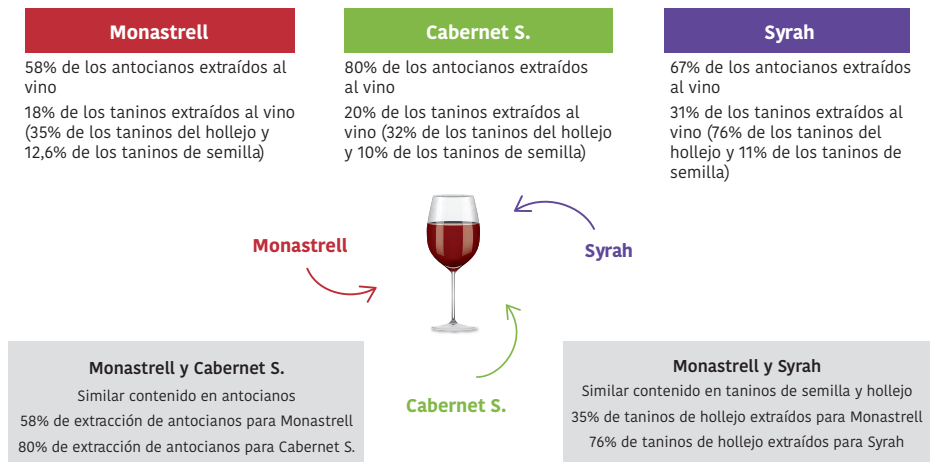 Monastrell
58% de los antocianos extraídos al
vino
18% de los taninos extraídos al vino
(35% de los taninos del hollejo y
12,6% de los taninos de semilla)
Cabernet S.
80% de los antocianos extraídos
al vino
20% de los taninos extraídos al
vino (32% de los taninos del hollejo
y 10% de los taninos de semilla)
Syrah
67% de los antocianos extraídos
al vino
31% de los taninos extraídos al
vino (76% de los taninos del
hollejo y 11% de los taninos de
semilla)
Monastrell
Syrah
Cabernet S.
Monastrell y Cabernet S.
Similar contenido en antocianos
58% de extracción de antocianos para Monastrell
80% de extracción de antocianos para Cabernet S.
Monastrell y Syrah
Similar contenido en taninos de semilla y hollejo
35% de taninos de hollejo extraídos para Monastrell
76% de taninos de hollejo extraídos para Syrah